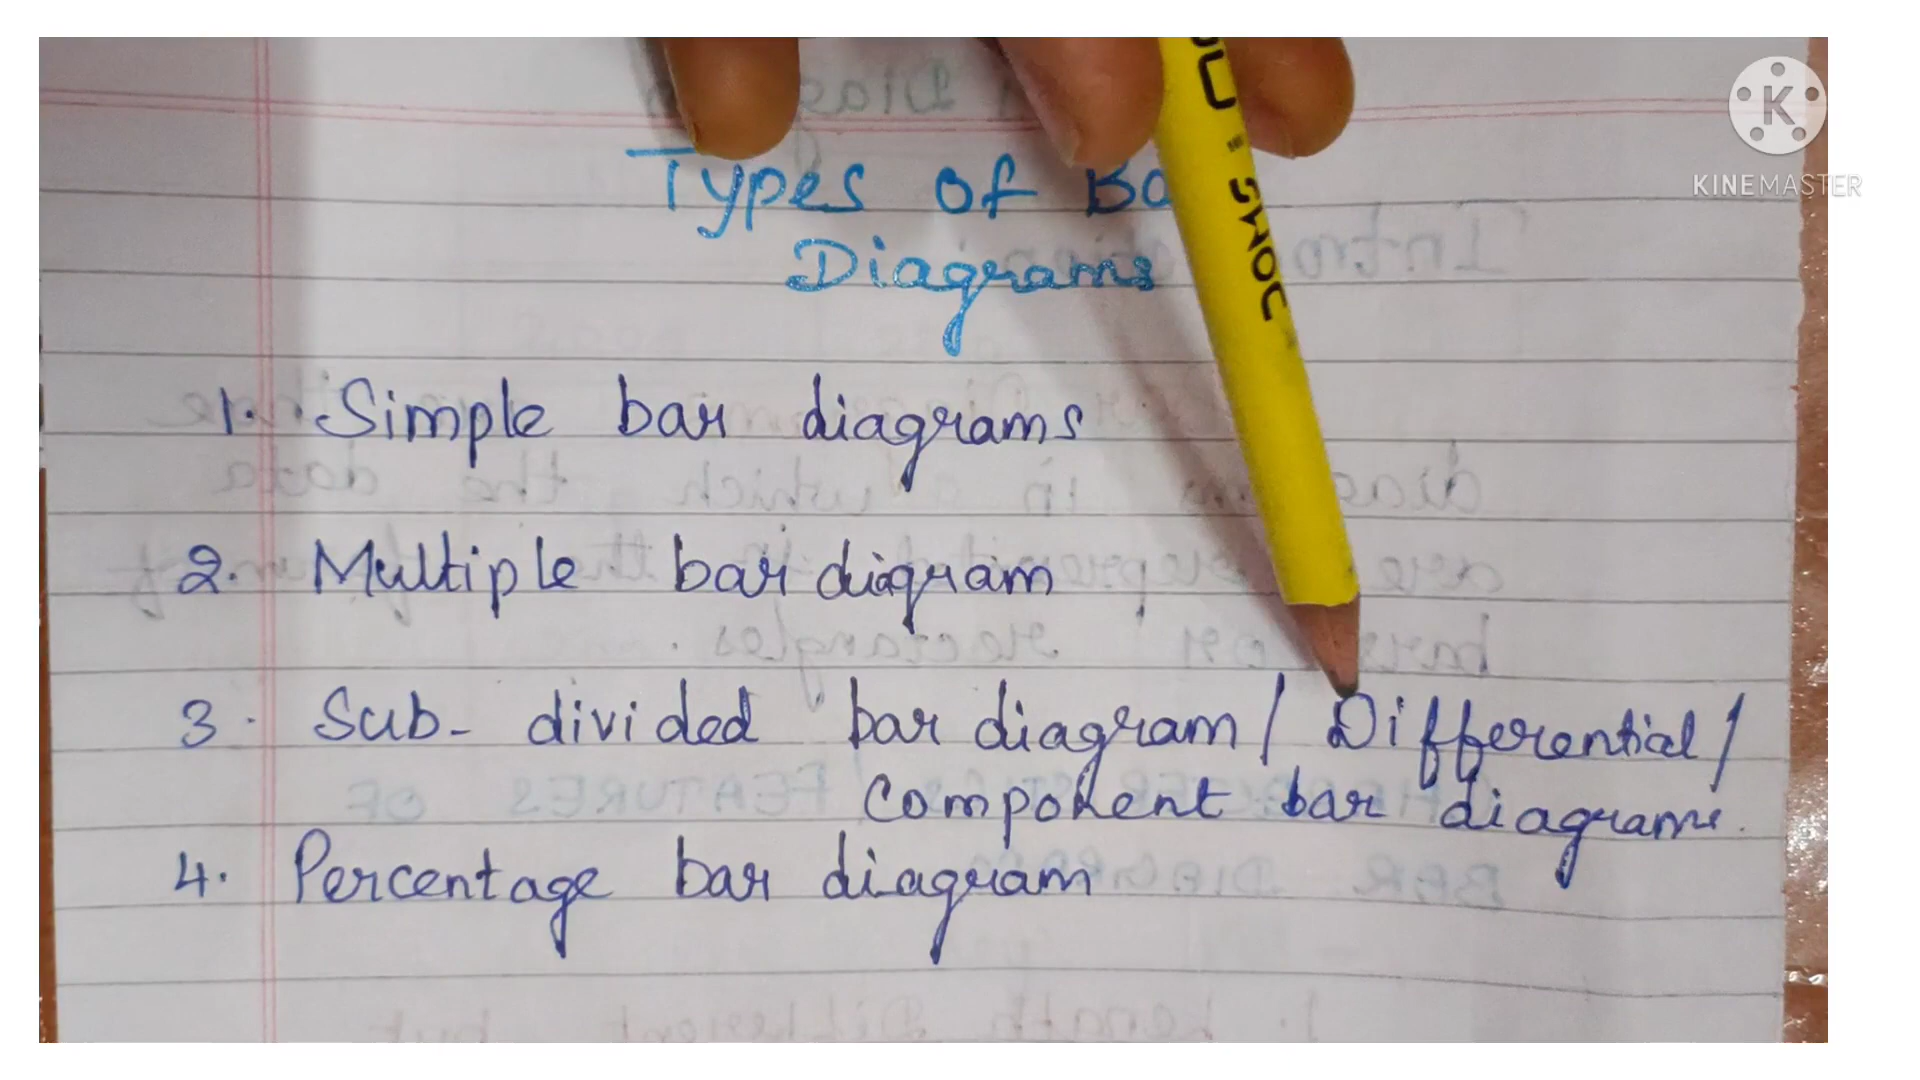 Types of Ba
Diagrams
1. Simple bar diagrams
2. Multiple bar diagram
3. Sub-divided bar diagram/ Differential/
Component bar diagrams.
4. Percentage bar diagram
K
KINEMASTER